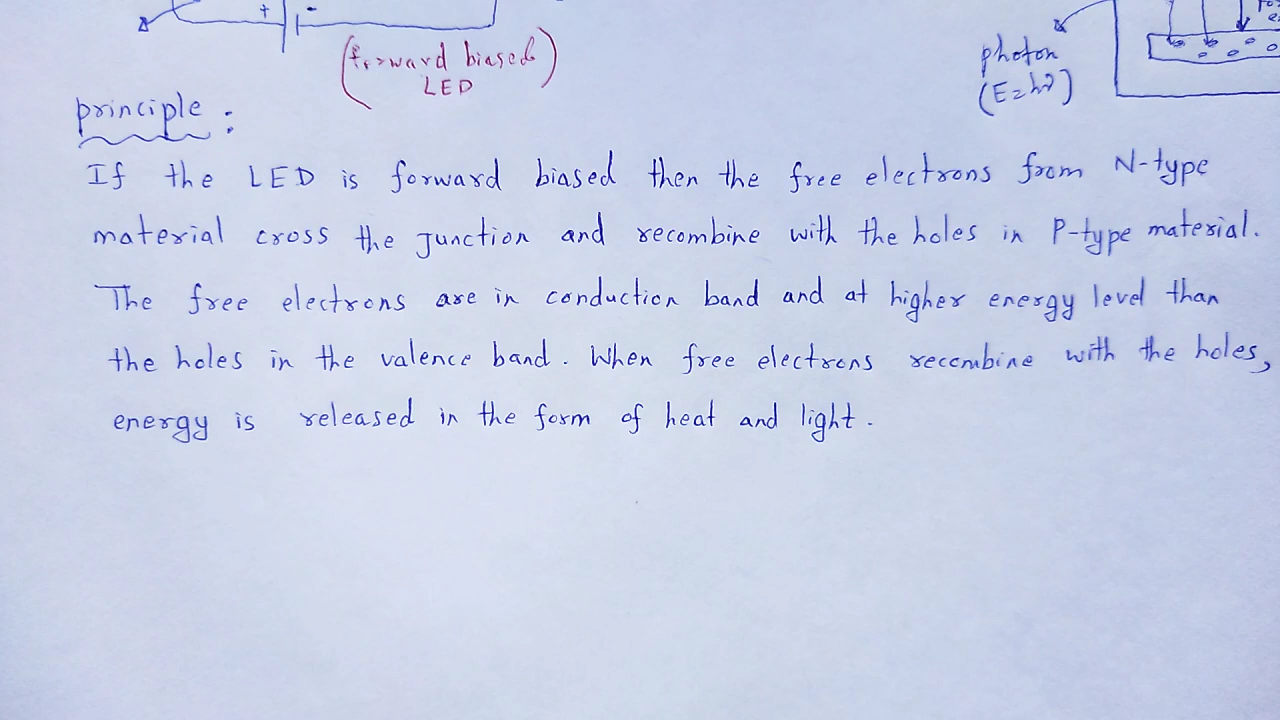 + -
(forward biased
LED)
photon
(E=hν)
principle :
If the LED is forward biased then the free electrons from N-type
material cross the junction and recombine with the holes in P-type material.
The free electrons are in conduction band and at higher energy level than
the holes in the valence band. When free electrons recombine with the holes,
energy is released in the form of heat and light.